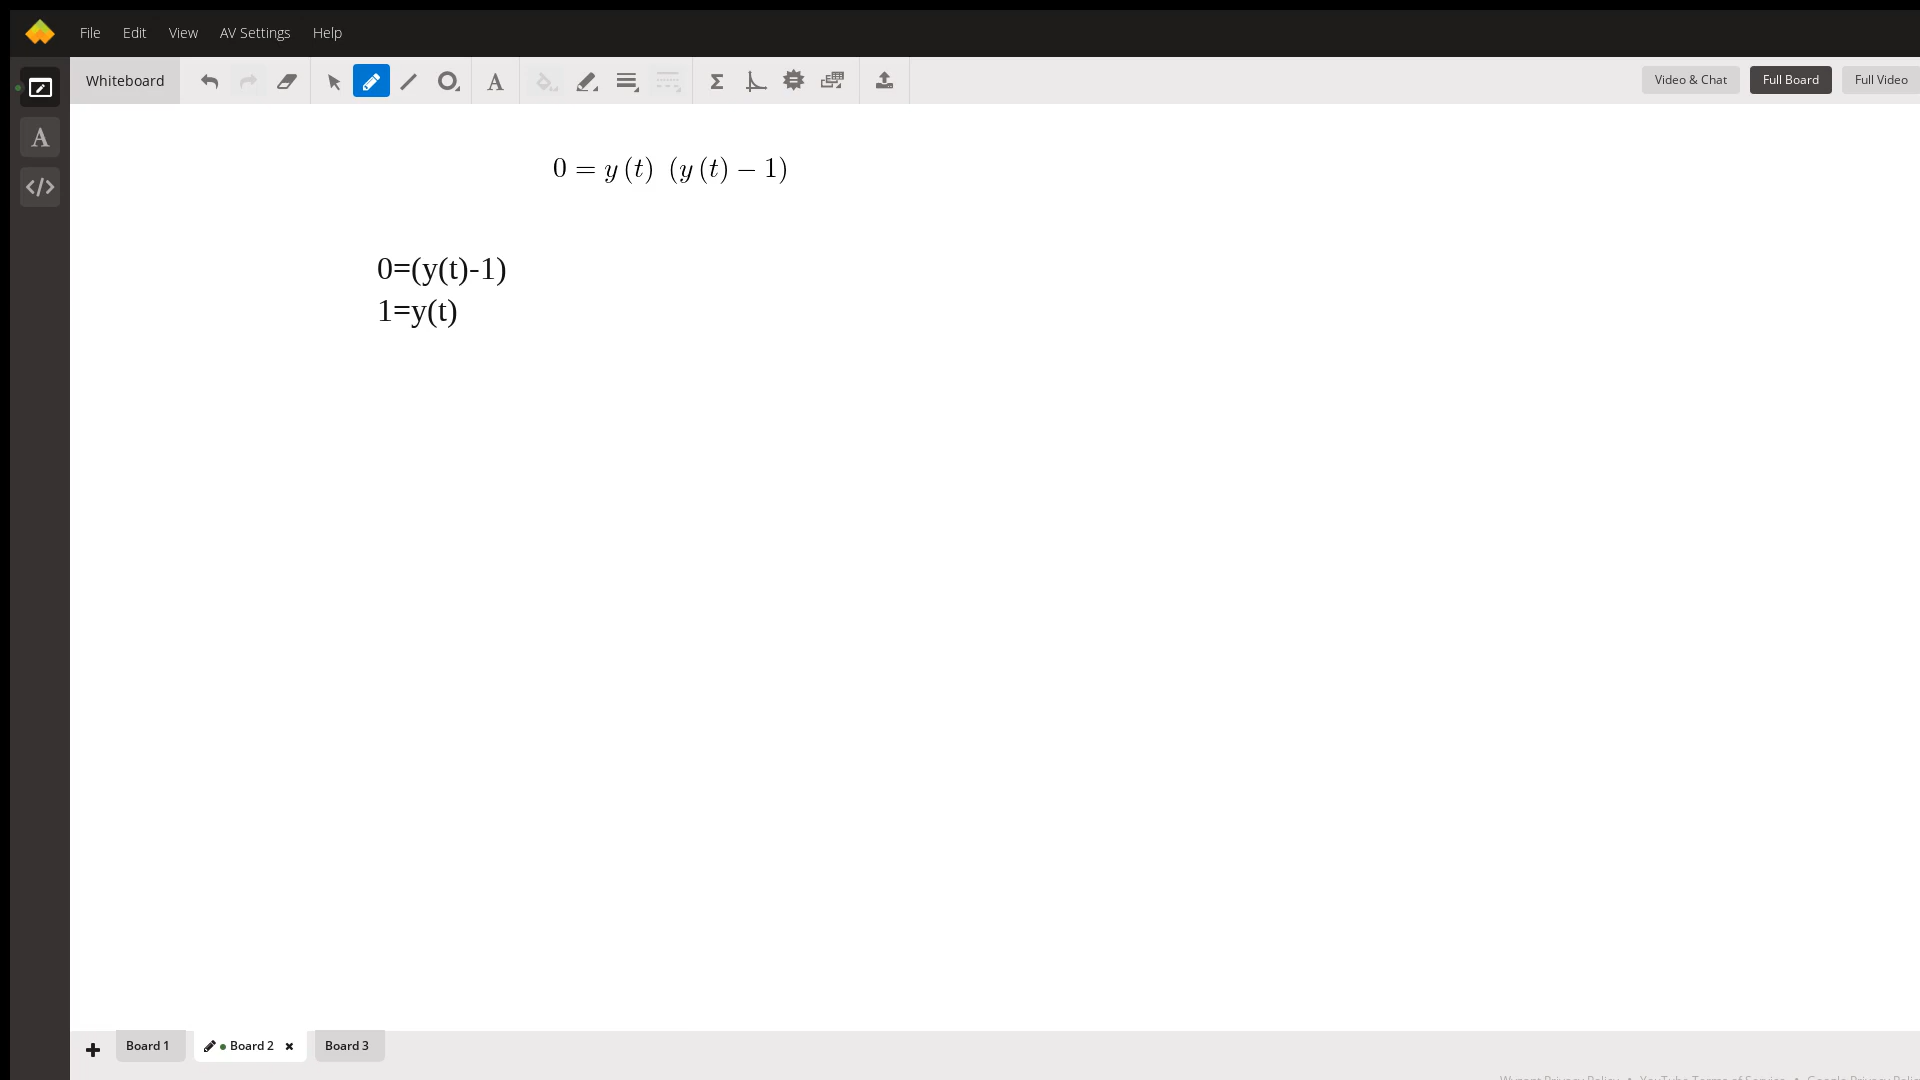 File Edit View AV Settings Help
Whiteboard A Σ Video & Chat Full Board Full Video
A
</>
0 = y (t) (y (t) − 1)
0=(y(t)-1)
1=y(t)
Board 1 Board 2 Board 3